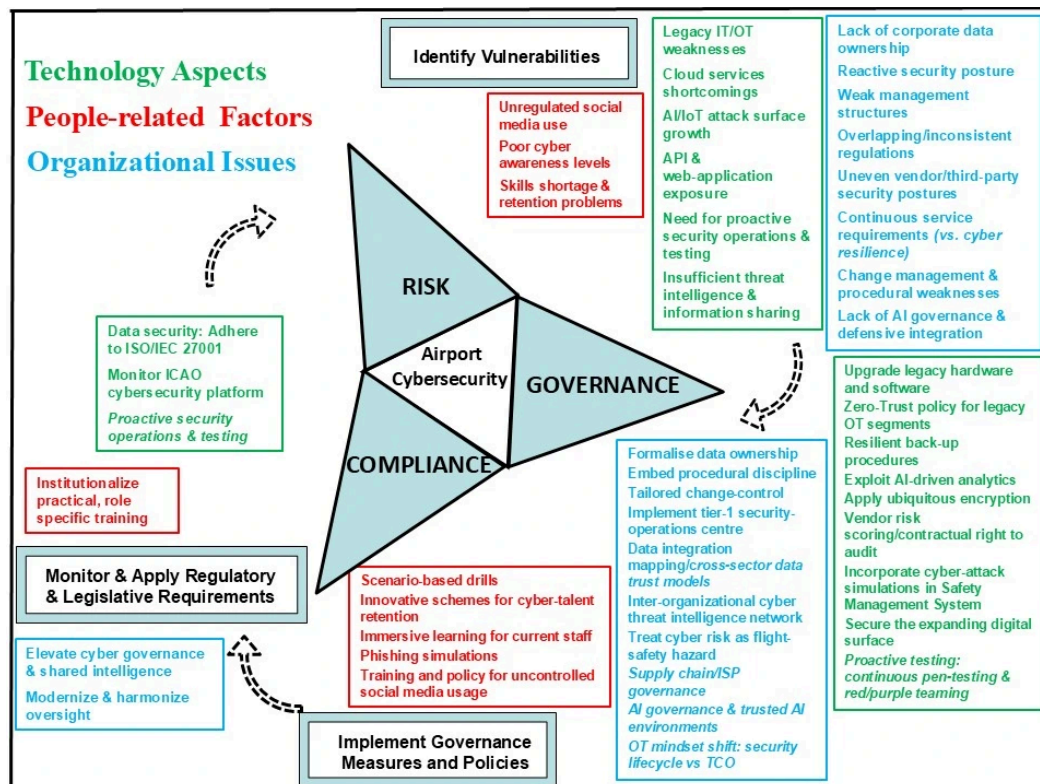 Technology Aspects
People-related Factors
Organizational Issues
Identify Vulnerabilities
Unregulated social
media use
Poor cyber
awareness levels
Skills shortage &
retention problems
Legacy IT/OT
weaknesses
Cloud services
shortcomings
AI/IoT attack surface
growth
API &
web-application
exposure
Need for proactive
security operations &
testing
Insufficient threat
intelligence &
information sharing
Lack of corporate data
ownership
Reactive security posture
Weak management
structures
Overlapping/inconsistent
regulations
Uneven vendor/third-party
security postures
Continuous service
requirements (vs. cyber
resilience)
Change management &
procedural weaknesses
Lack of AI governance &
defensive integration
RISK
Airport
Cybersecurity
GOVERNANCE
COMPLIANCE
Upgrade legacy hardware
and software
Zero-Trust policy for legacy
OT segments
Resilient back-up
procedures
Exploit AI-driven analytics
Apply ubiquitous encryption
Vendor risk
scoring/contractual right to
audit
Incorporate cyber-attack
simulations in Safety
Management System
Secure the expanding digital
surface
Proactive testing:
continuous pen-testing &
red/purple teaming
Formalise data ownership
Embed procedural discipline
Tailored change-control
Implement tier-1 security-
operations centre
Data integration
mapping/cross-sector data
trust models
Inter-organizational cyber
threat intelligence network
Treat cyber risk as flight-
safety hazard
Supply chain/ISP
governance
AI governance & trusted AI
environments
OT mindset shift: security
lifecycle vs TCO
Scenario-based drills
Innovative schemes for cyber-talent
retention
Immersive learning for current staff
Phishing simulations
Training and policy for uncontrolled
social media usage
Implement Governance
Measures and Policies
Data security: Adhere
to ISO/IEC 27001
Monitor ICAO
cybersecurity platform
Proactive security
operations & testing
Institutionalize
practical, role
specific training
Monitor & Apply Regulatory
& Legislative Requirements
Elevate cyber governance
& shared intelligence
Modernize & harmonize
oversight